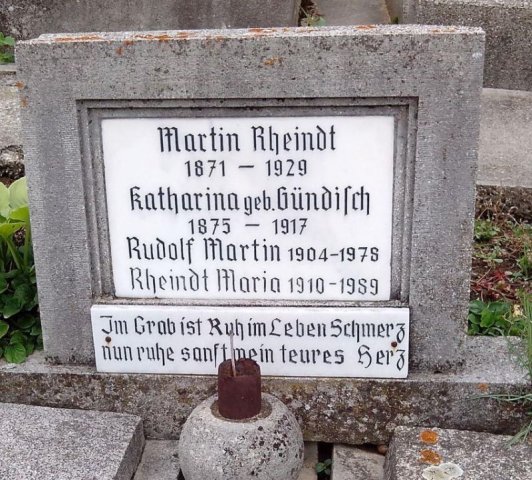 Martin Rheindt
1871 – 1929
Katharina geb. Gündisch
1875 – 1917
Rudolf Martin 1904-1978
Rheindt Maria 1910-1989
Im Grab ist Ruh im Leben Schmerz
nun ruhe sanft mein teures Herz